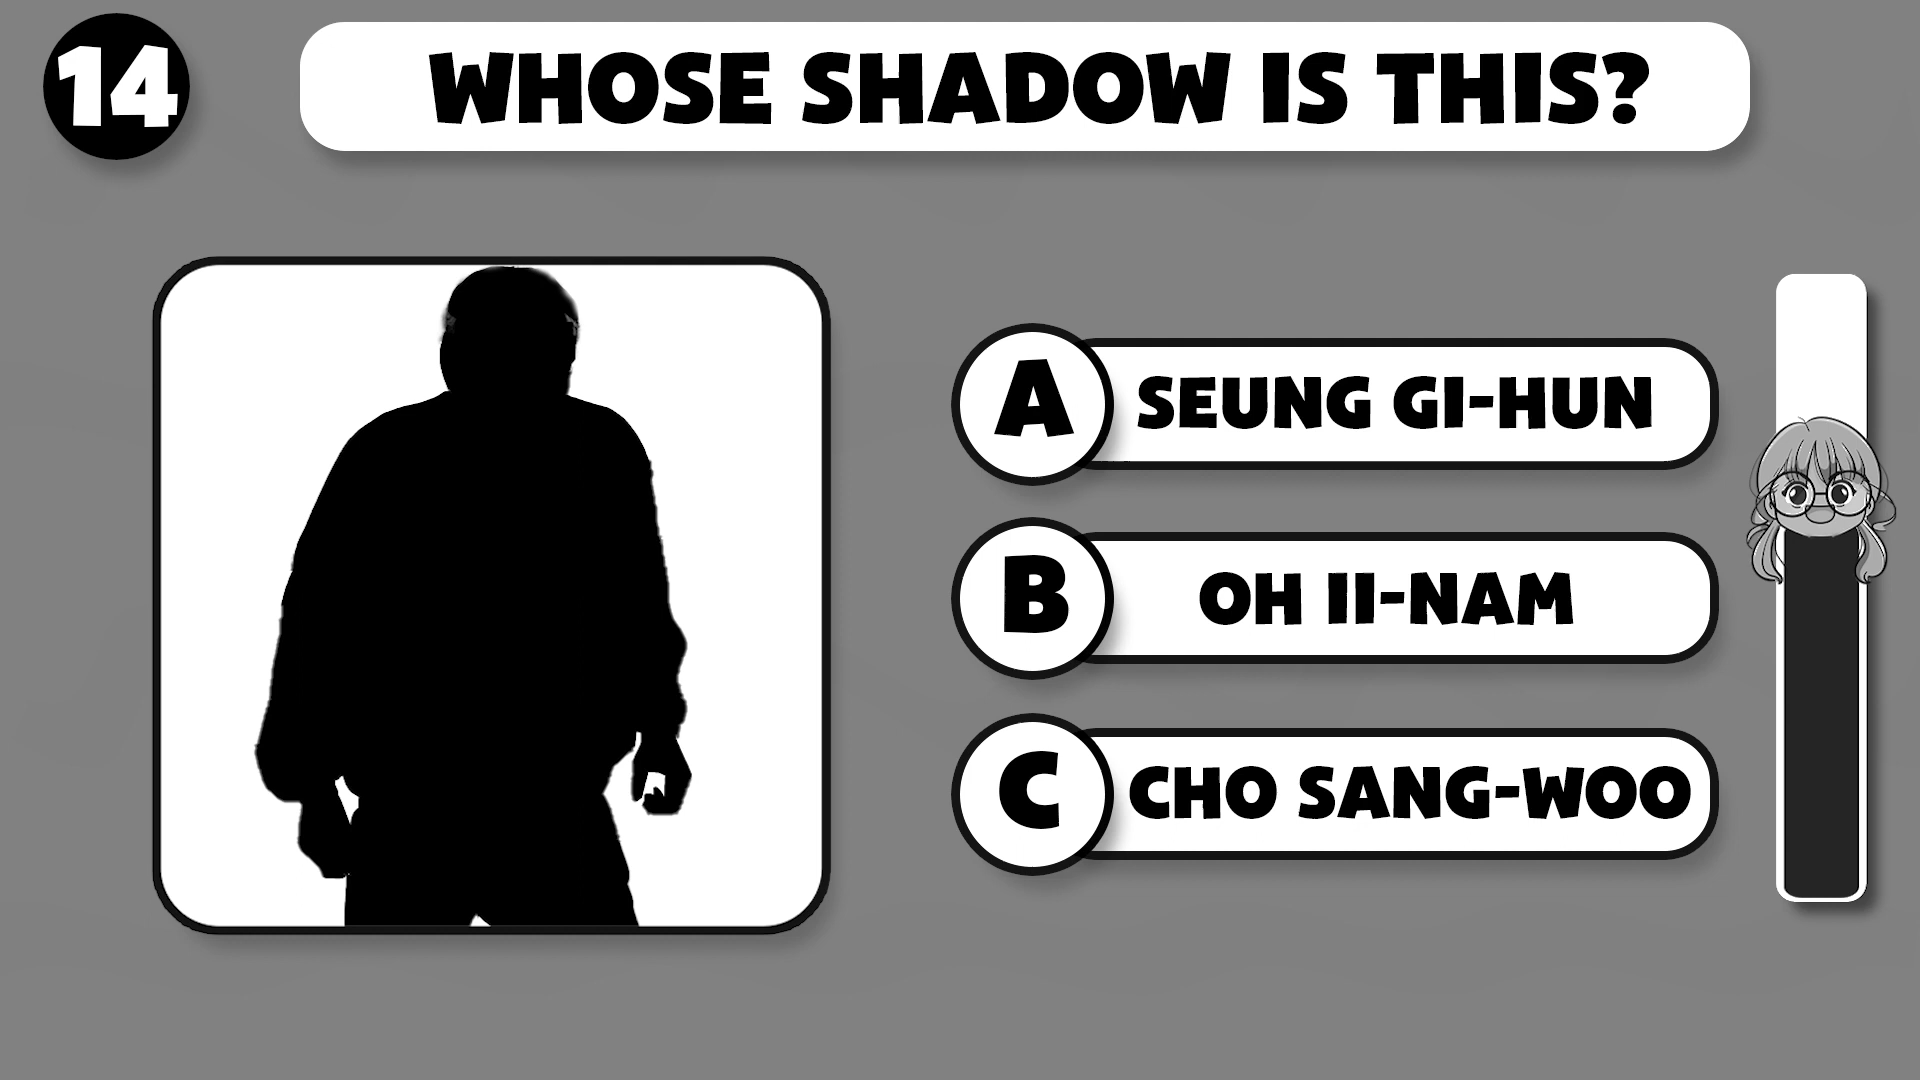 14
WHOSE SHADOW IS THIS?
A SEUNG GI-HUN
B OH II-NAM
C CHO SANG-WOO